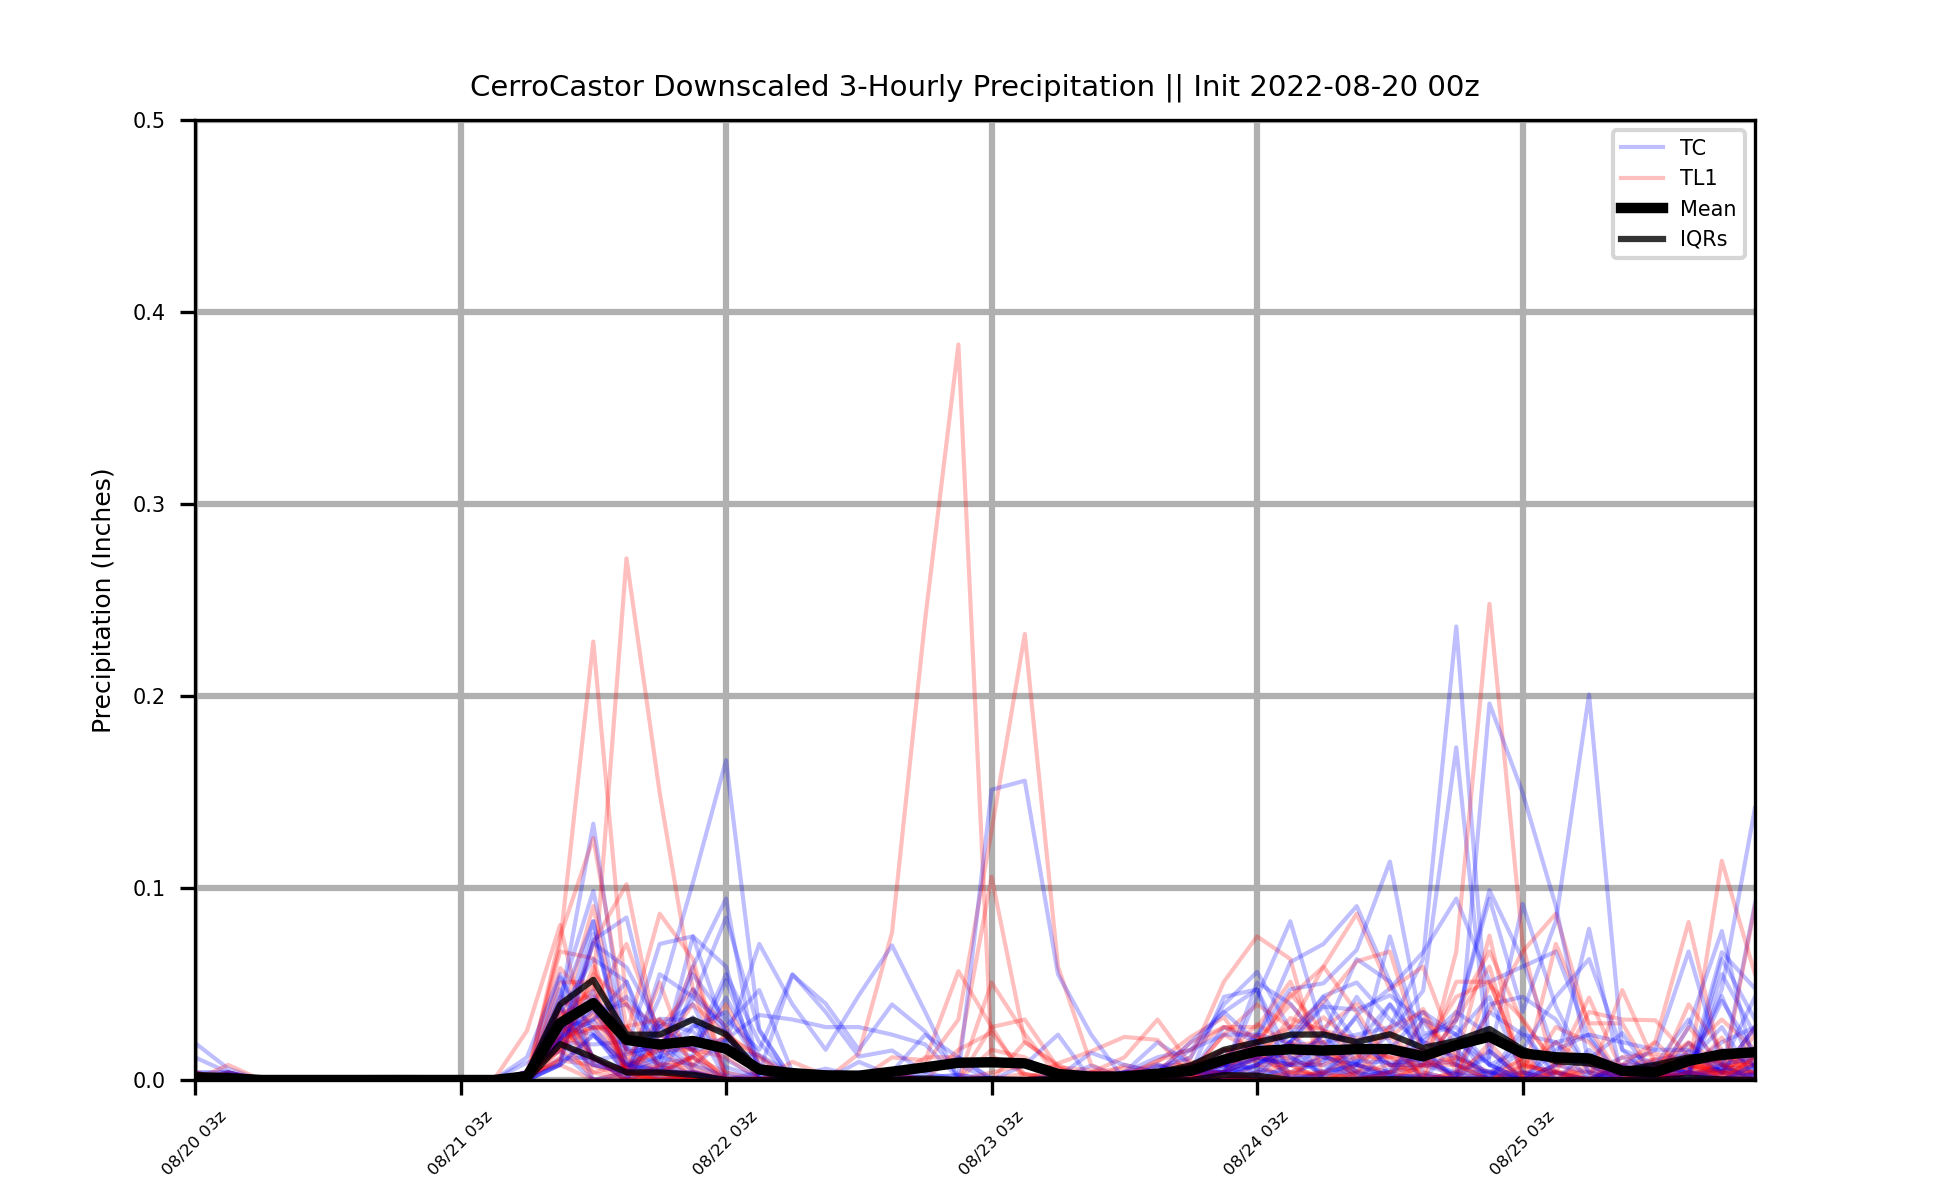 CerroCastor Downscaled 3-Hourly Precipitation || Init 2022-08-20 00z
Precipitation (Inches)
0.5
0.4
0.3
0.2
0.1
0.0
TC
TL1
Mean
IQRs
08/20 03z
08/21 03z
08/22 03z
08/23 03z
08/24 03z
08/25 03z